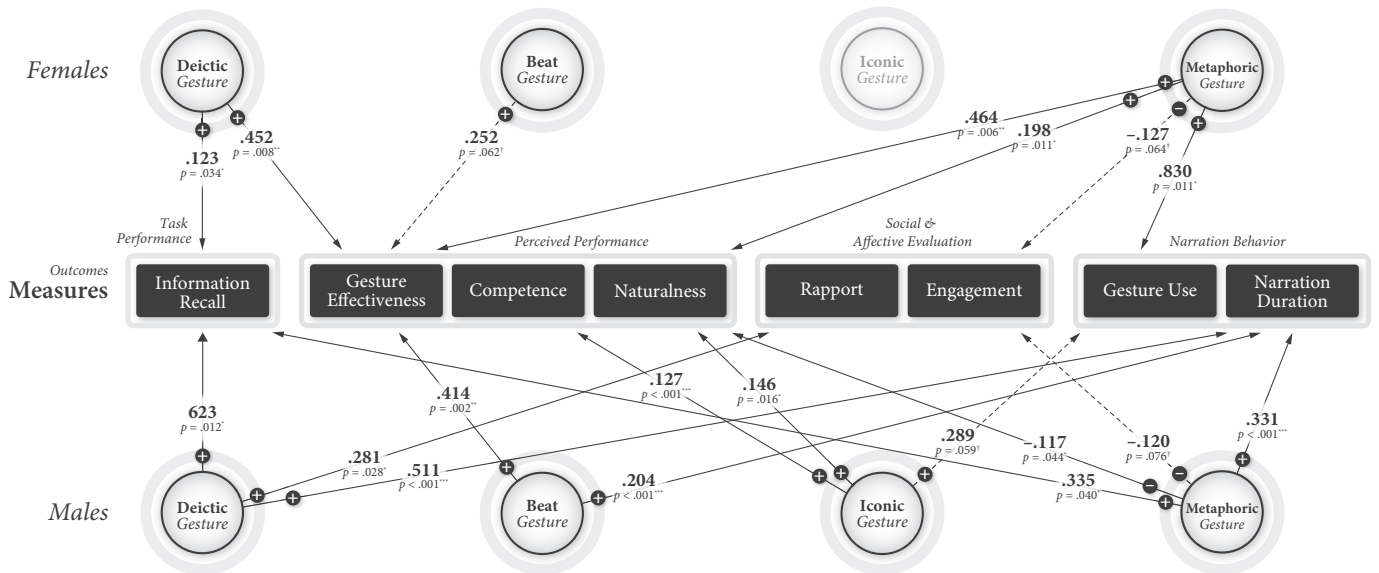 Females
Deictic
Gesture
Beat
Gesture
Iconic
Gesture
Metaphoric
Gesture
.123
p = .034*
.452
p = .008**
.252
p = .062†
.464
p = .006**
.198
p = .011*
–.127
p = .064†
.830
p = .011*
Task
Performance
Perceived Performance
Social &
Affective Evaluation
Narration Behavior
Outcomes
Measures
Information
Recall
Gesture
Effectiveness
Competence
Naturalness
Rapport
Engagement
Gesture Use
Narration
Duration
623
p = .012*
.281
p = .028*
.511
p < .001***
.414
p = .002**
.204
p < .001***
.127
p < .001***
.146
p = .016*
.289
p = .059†
–.117
p = .044*
.335
p = .040*
–.120
p = .076†
.331
p < .001***
Males
Deictic
Gesture
Beat
Gesture
Iconic
Gesture
Metaphoric
Gesture